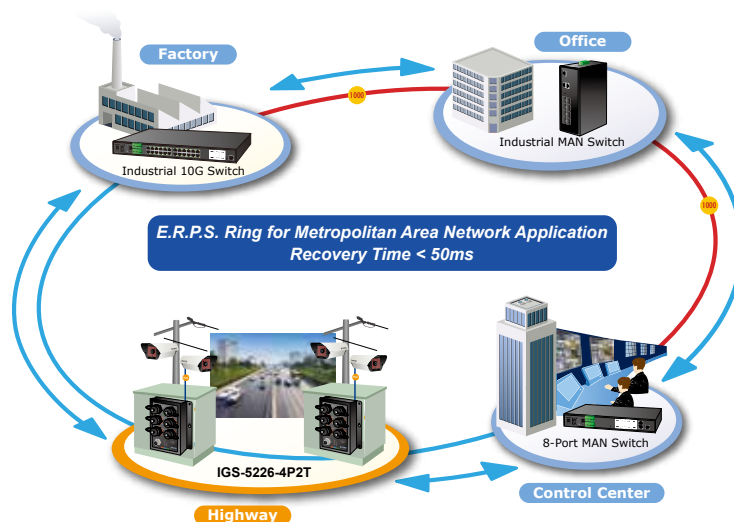 Factory
Office
1000
Industrial 10G Switch
Industrial MAN Switch
1000
E.R.P.S. Ring for Metropolitan Area Network Application
Recovery Time < 50ms
8-Port MAN Switch
IGS-5226-4P2T
Control Center
Highway